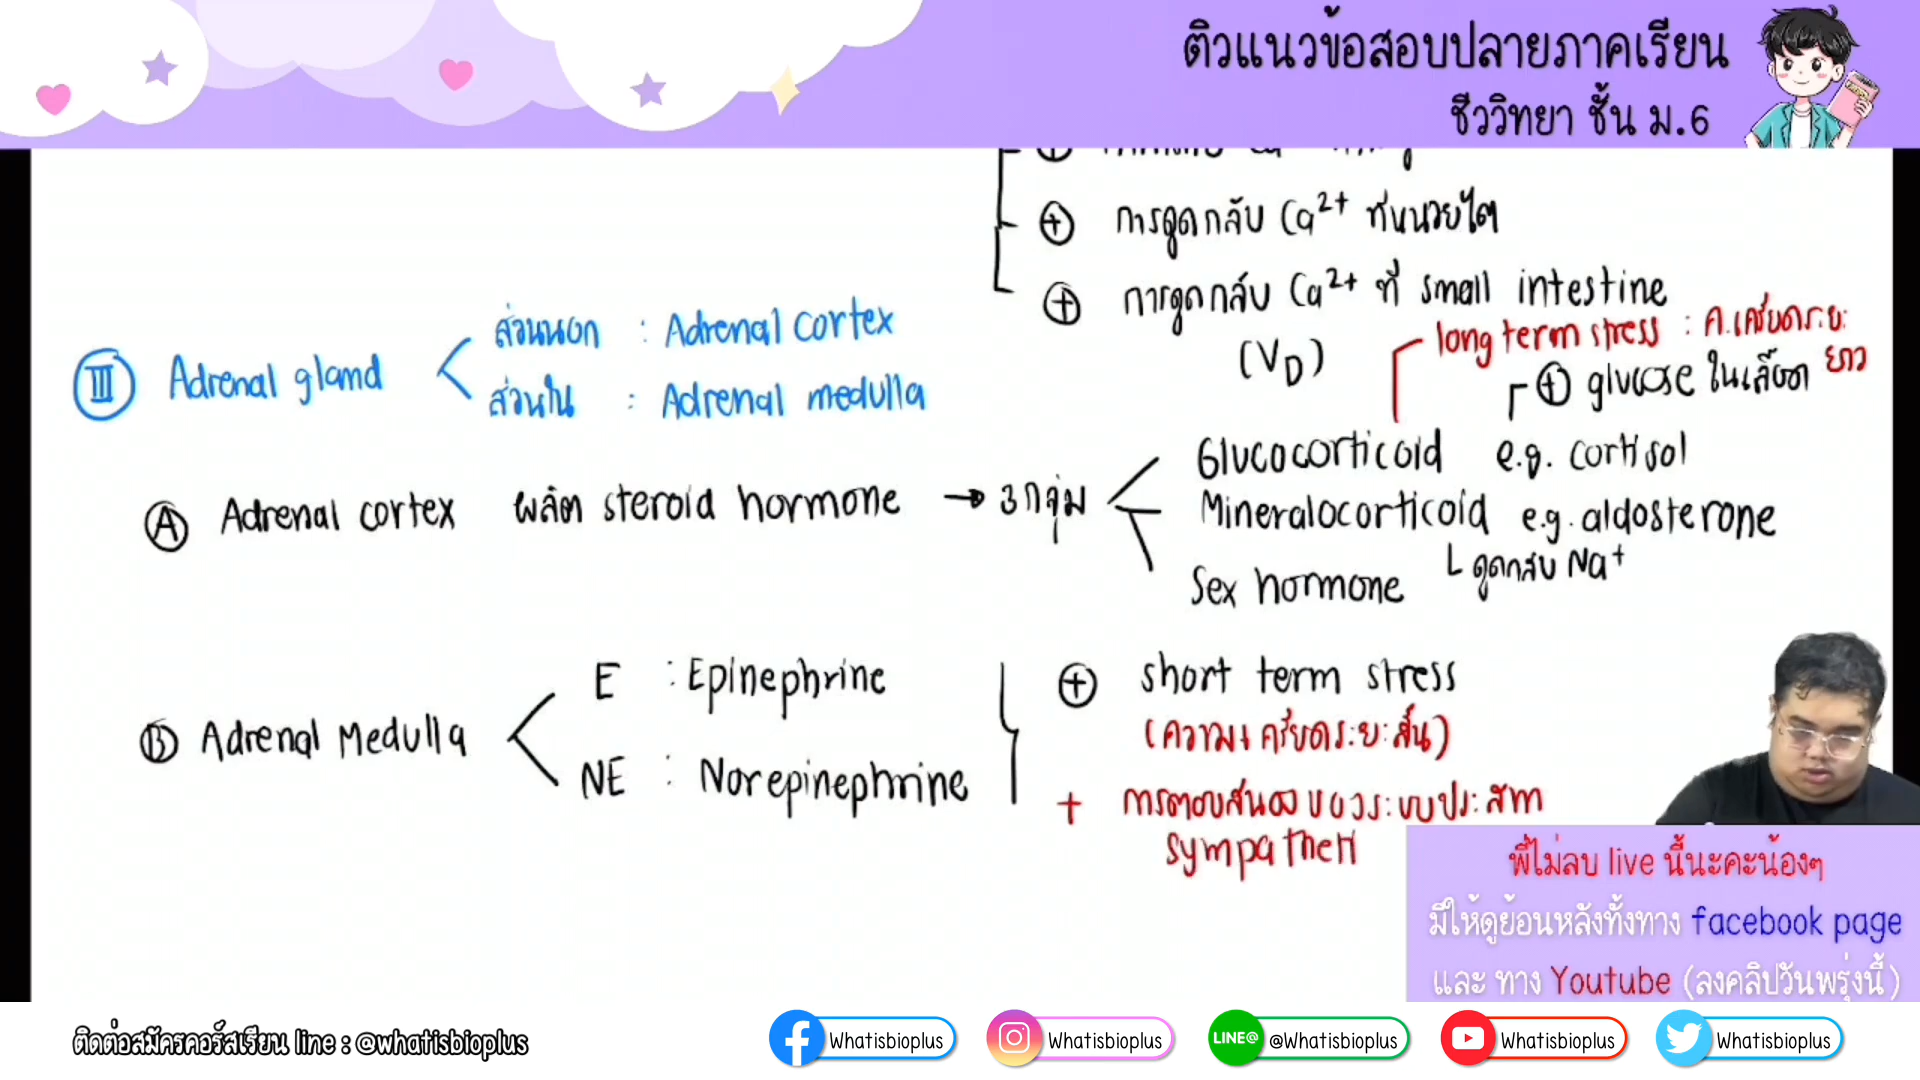 ติวแนวข้อสอบปลายภาคเรียน
ชีววิทยา ชั้น ม.6
⊕ การดูดกลับ Ca²⁺ ที่หน่วยไต
⊕ การดูดกลับ Ca²⁺ ที่ small intestine
(V_D)
long term stress : ค.เครียดระยะ
ยาว
⊕ glucose ในเลือด
III Adrenal gland
ส่วนนอก : Adrenal cortex
ส่วนใน : Adrenal medulla
A Adrenal cortex ผลิต steroid hormone → 3 กลุ่ม
Glucocorticoid e.g. cortisol
Mineralocorticoid e.g. aldosterone
ดูดกลับ Na⁺
Sex hormone
B Adrenal Medulla
E : Epinephrine
NE : Norepinephrine
⊕ short term stress
(ความเครียดระยะสั้น)
+ การตอบสนองของระบบประสาท
sympatheti
พี่ไม่ลบ live นี้นะคะน้องๆ
มีให้ดูย้อนหลังทั้งทาง facebook page
และ ทาง Youtube (ลงคลิปวันพรุ่งนี้)
ติดต่อสมัครคอร์สเรียน line : @whatisbioplus
Whatisbioplus
Whatisbioplus
LINE@ @Whatisbioplus
Whatisbioplus
Whatisbioplus